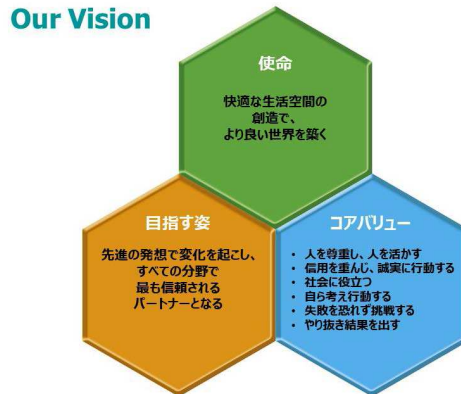 Our Vision
使命
快適な生活空間の
創造で、
より良い世界を築く
目指す姿
先進の発想で変化を起こし、
すべての分野で
最も信頼される
パートナーとなる
コアバリュー
• 人を尊重し、人を活かす
• 信用を重んじ、誠実に行動する
• 社会に役立つ
• 自ら考え行動する
• 失敗を恐れず挑戦する
• やり抜き結果を出す